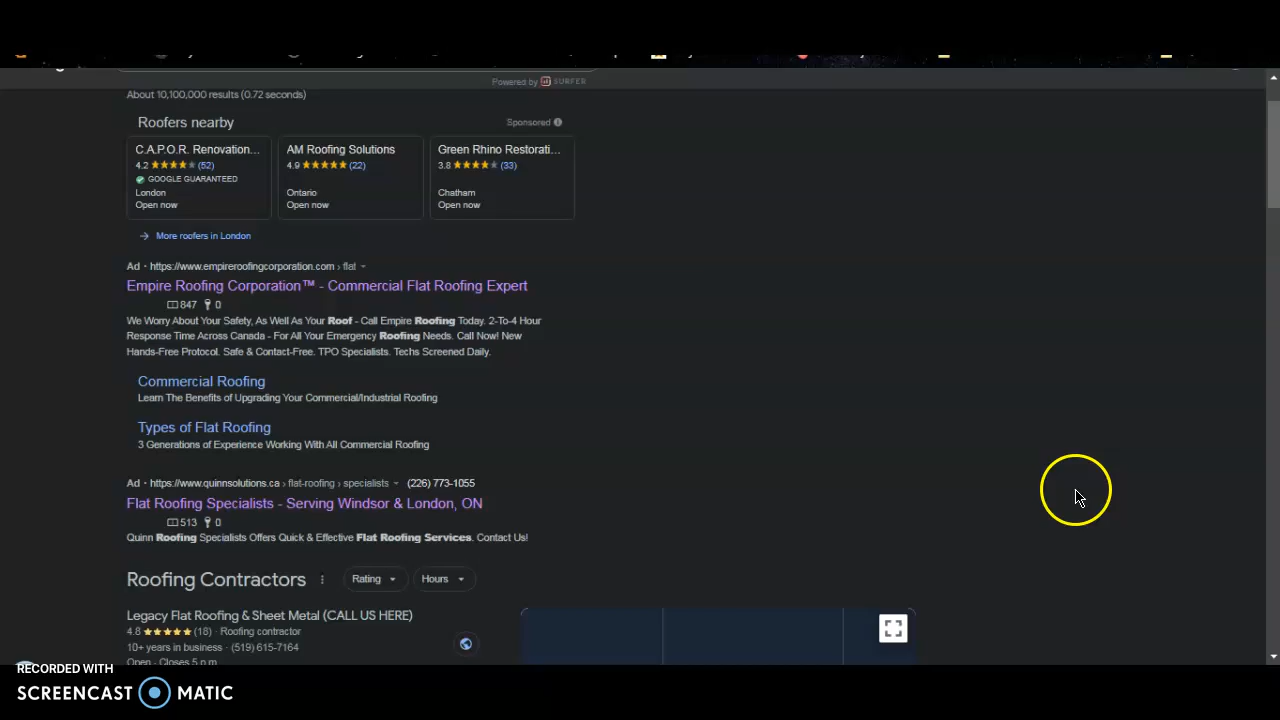 Powered by SURFER
About 10,100,000 results (0.72 seconds)
Roofers nearby
Sponsored
C.A.P.O.R. Renovation...
4.2 (52)
GOOGLE GUARANTEED
London
Open now
AM Roofing Solutions
4.9 (22)
Ontario
Open now
Green Rhino Restorati...
3.8 (33)
Chatham
Open now
More roofers in London
Ad · https://www.empireroofingcorporation.com › flat
Empire Roofing Corporation™ - Commercial Flat Roofing Expert
847 0
We Worry About Your Safety, As Well As Your Roof - Call Empire Roofing Today. 2-To-4 Hour
Response Time Across Canada - For All Your Emergency Roofing Needs. Call Now! New
Hands-Free Protocol. Safe & Contact-Free. TPO Specialists. Techs Screened Daily.
Commercial Roofing
Learn The Benefits of Upgrading Your Commercial/Industrial Roofing
Types of Flat Roofing
3 Generations of Experience Working With All Commercial Roofing
Ad · https://www.quinnsolutions.ca › flat-roofing › specialists (226) 773-1055
Flat Roofing Specialists - Serving Windsor & London, ON
513 0
Quinn Roofing Specialists Offers Quick & Effective Flat Roofing Services. Contact Us!
Roofing Contractors
Rating
Hours
Legacy Flat Roofing & Sheet Metal (CALL US HERE)
4.8 (18) · Roofing contractor
10+ years in business · (519) 615-7164
Open · Closes 5 p.m.
RECORDED WITH
SCREENCAST MATIC